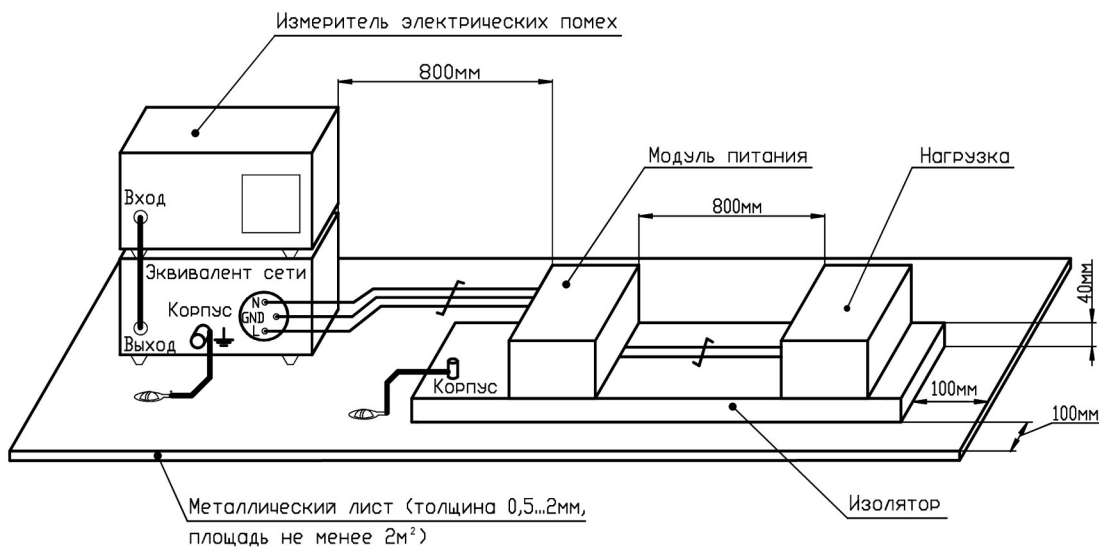 Измеритель электрических помех
800мм
Модуль питания
Нагрузка
Вход
800мм
Эквивалент сети
40мм
N
Корпус
GND
L
Выход
Корпус
100мм
100мм
Изолятор
Металлический лист (толщина 0,5...2мм,
площадь не менее 2м²)